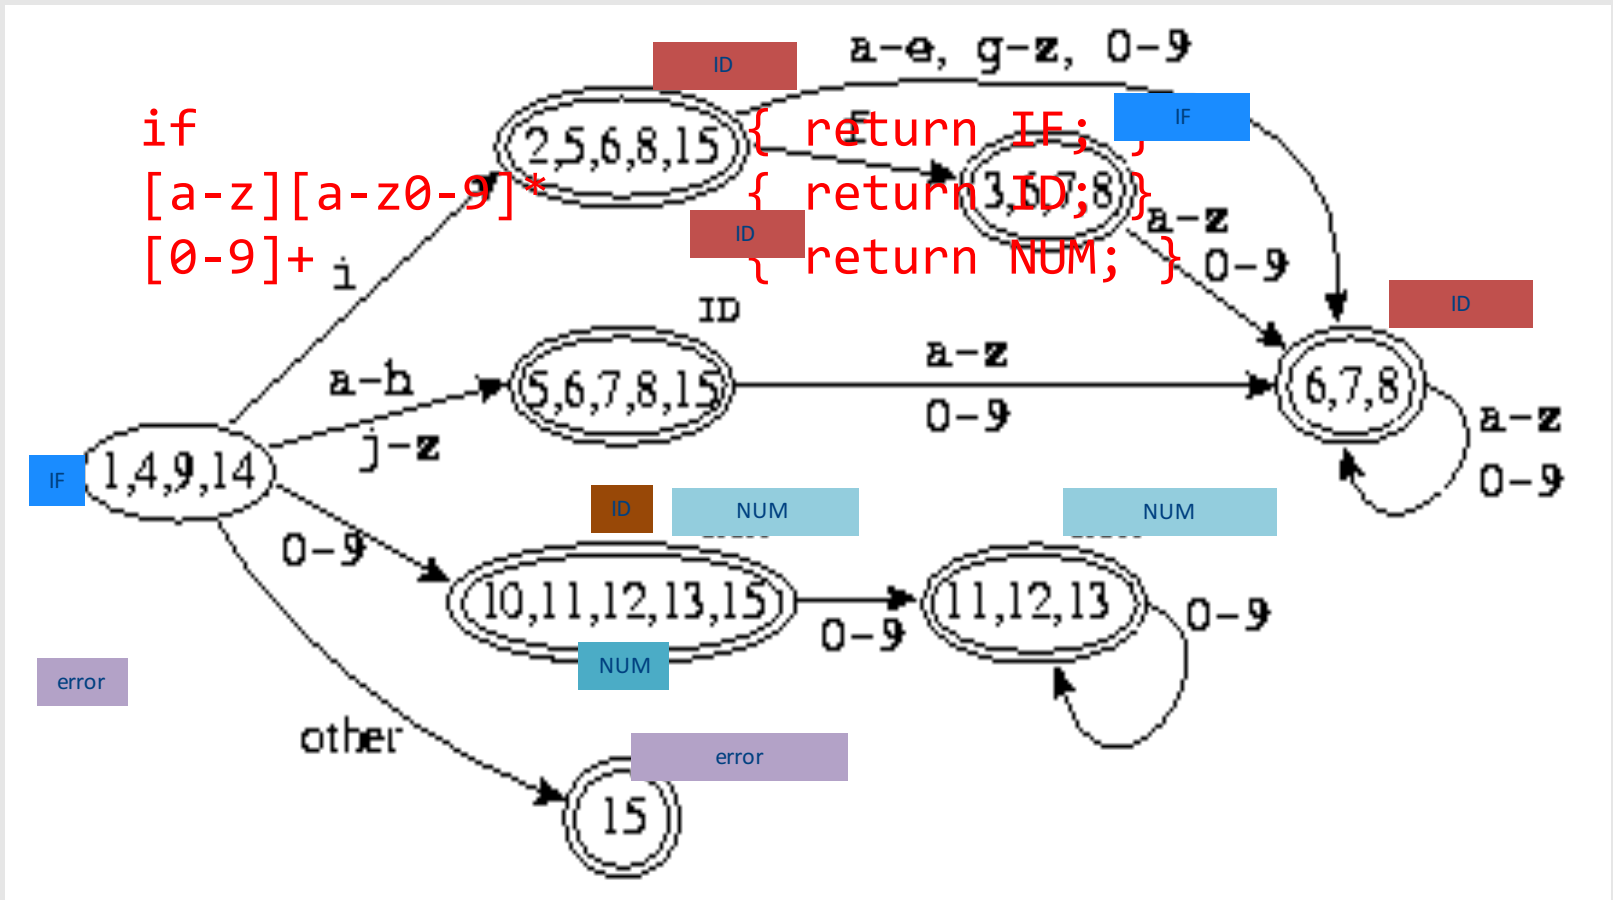 ID
a-e, g-z, 0-9
IF
if { return IF; }
f
2,5,6,8,15
3,6,7,8
[a-z][a-z0-9]* { return ID; }
a-z
0-9
ID
[0-9]+ { return NUM; }
i
ID
ID
a-z
0-9
a-h
j-z
5,6,7,8,15
6,7,8
a-z
0-9
IF
1,4,9,14
ID
NUM
NUM
0-9
10,11,12,13,15
0-9
11,12,13
0-9
NUM
error
other
error
15